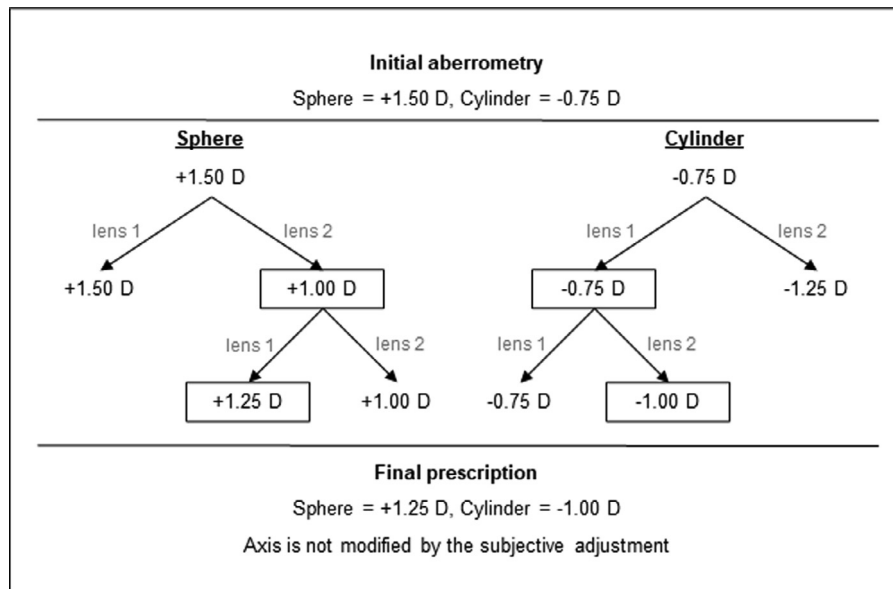 Initial aberrometry
Sphere = +1.50 D, Cylinder = -0.75 D
Sphere Cylinder
+1.50 D -0.75 D
lens 1 lens 2 lens 1 lens 2
+1.50 D +1.00 D -0.75 D -1.25 D
lens 1 lens 2 lens 1 lens 2
+1.25 D +1.00 D -0.75 D -1.00 D
Final prescription
Sphere = +1.25 D, Cylinder = -1.00 D
Axis is not modified by the subjective adjustment